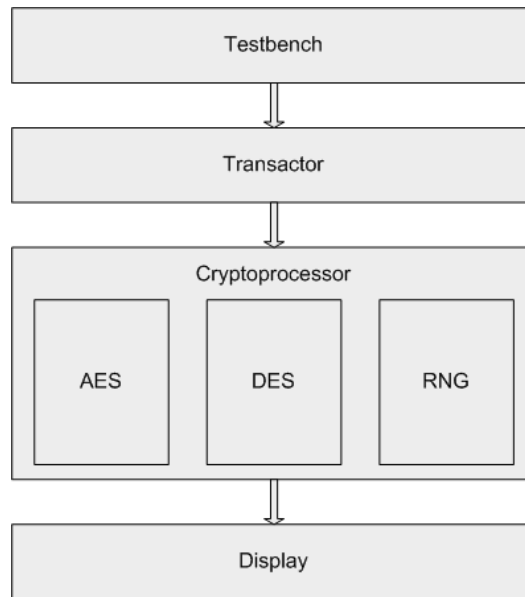 Testbench
Transactor
Cryptoprocessor
AES
DES
RNG
Display